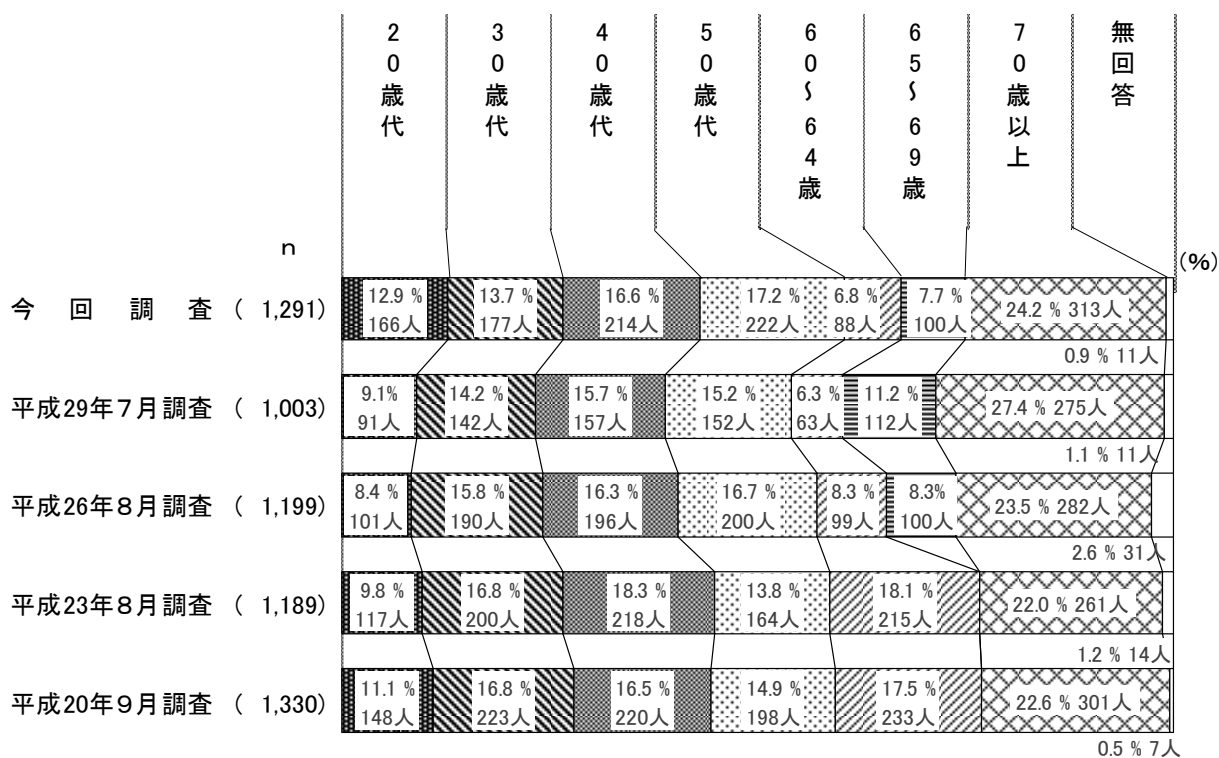 20歳代
30歳代
40歳代
50歳代
60〜64歳
65〜69歳
70歳以上
無回答
n
(%)
今回調査 ( 1,291)
12.9 % 13.7 % 16.6 % 17.2 % 6.8 % 7.7 % 24.2 % 313人
166人 177人 214人 222人 88人 100人
0.9 % 11人
平成29年7月調査 ( 1,003)
9.1% 14.2 % 15.7 % 15.2 % 6.3 % 11.2 % 27.4 % 275人
91人 142人 157人 152人 63人 112人
1.1 % 11人
平成26年8月調査 ( 1,199)
8.4 % 15.8 % 16.3 % 16.7 % 8.3 % 8.3% 23.5 % 282人
101人 190人 196人 200人 99人 100人
2.6 % 31人
平成23年8月調査 ( 1,189)
9.8 % 16.8 % 18.3 % 13.8 % 18.1 % 22.0 % 261人
117人 200人 218人 164人 215人
1.2 % 14人
平成20年9月調査 ( 1,330)
11.1 % 16.8 % 16.5 % 14.9 % 17.5 % 22.6 % 301人
148人 223人 220人 198人 233人
0.5 % 7人